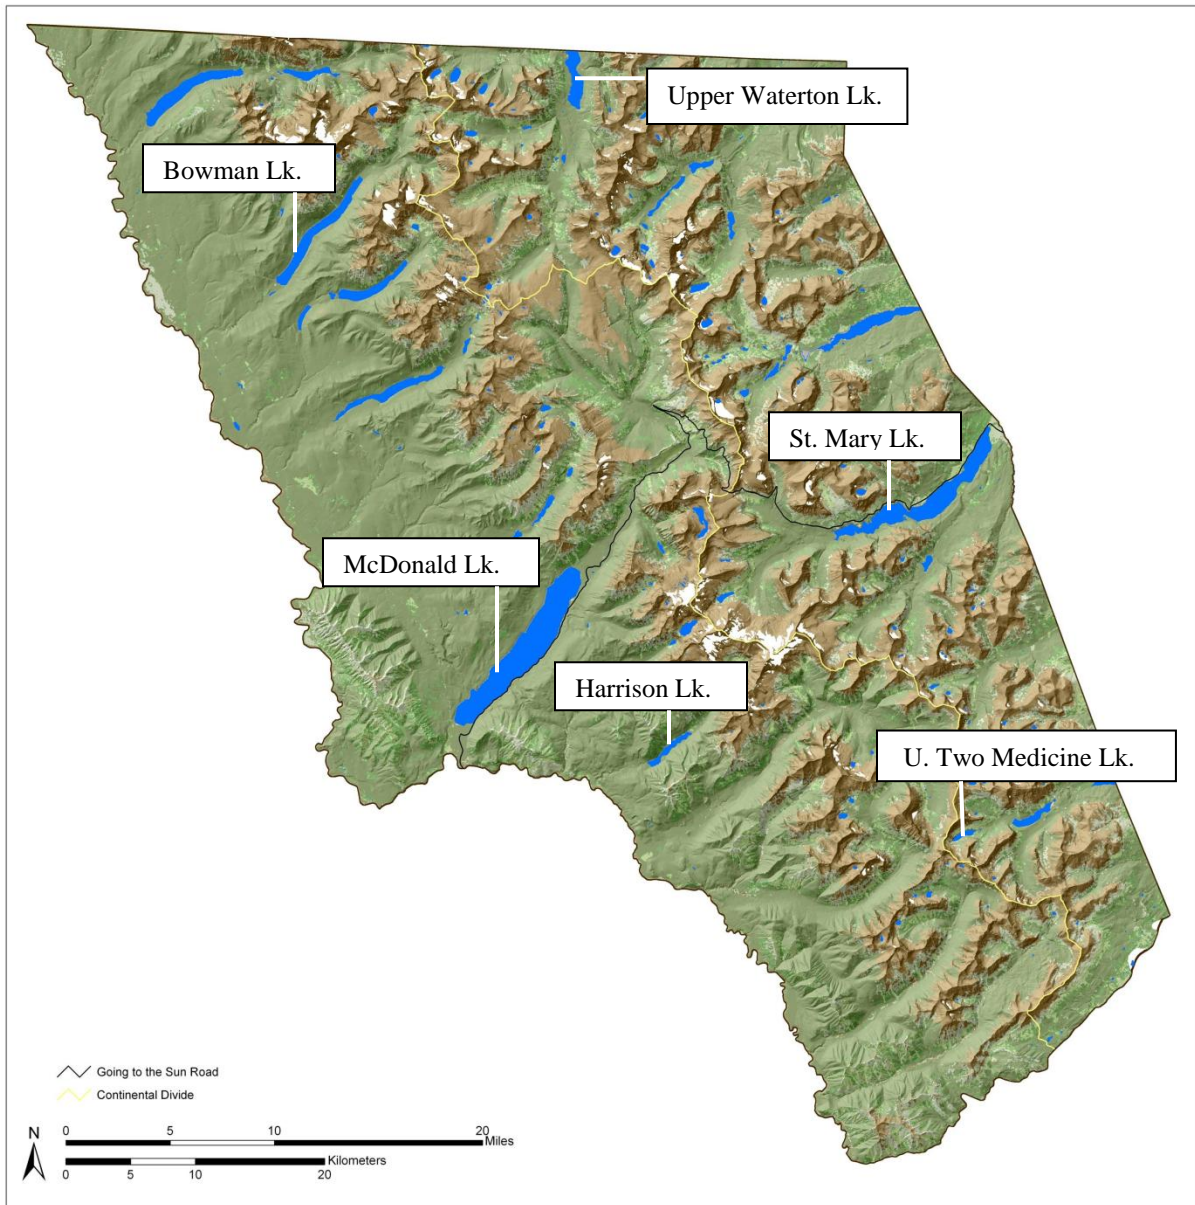 Upper Waterton Lk.
Bowman Lk.
St. Mary Lk.
McDonald Lk.
Harrison Lk.
U. Two Medicine Lk.
Going to the Sun Road
Continental Divide
N
0 5 10 20
Miles
Kilometers
0 5 10 20